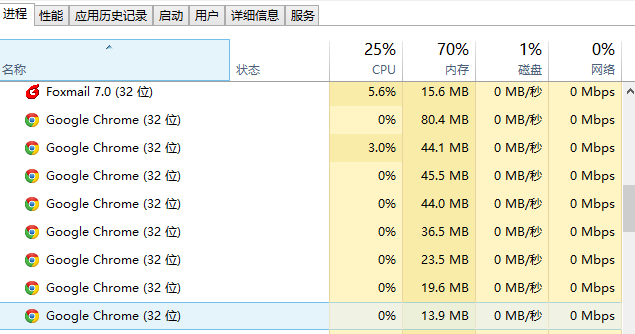 进程 性能 应用历史记录 启动 用户 详细信息 服务
25% 70% 1% 0%
名称 状态 CPU 内存 磁盘 网络
Foxmail 7.0 (32 位) 5.6% 15.6 MB 0 MB/秒 0 Mbps
Google Chrome (32 位) 0% 80.4 MB 0 MB/秒 0 Mbps
Google Chrome (32 位) 3.0% 44.1 MB 0 MB/秒 0 Mbps
Google Chrome (32 位) 0% 45.5 MB 0 MB/秒 0 Mbps
Google Chrome (32 位) 0% 44.0 MB 0 MB/秒 0 Mbps
Google Chrome (32 位) 0% 36.5 MB 0 MB/秒 0 Mbps
Google Chrome (32 位) 0% 23.5 MB 0 MB/秒 0 Mbps
Google Chrome (32 位) 0% 19.6 MB 0 MB/秒 0 Mbps
Google Chrome (32 位) 0% 13.9 MB 0 MB/秒 0 Mbps